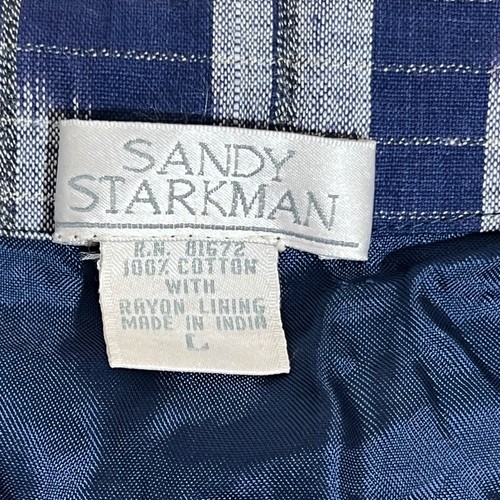 SANDY
STARKMAN
R.N. 81672
100% COTTON
WITH
RAYON LINING
MADE IN INDIA
L